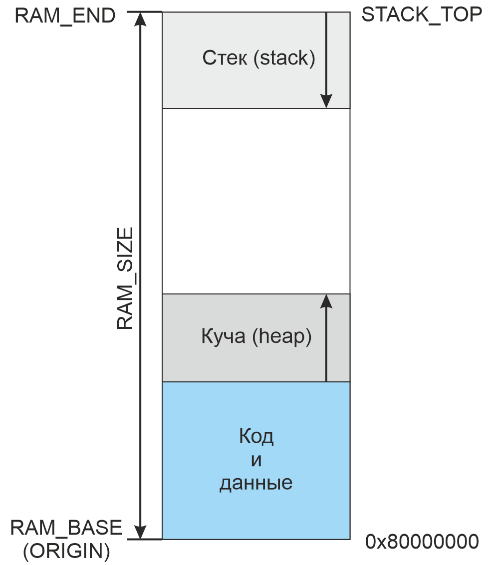 RAM_END
STACK_TOP
Стек (stack)
RAM_SIZE
Куча (heap)
Код
и
данные
RAM_BASE
(ORIGIN)
0x80000000